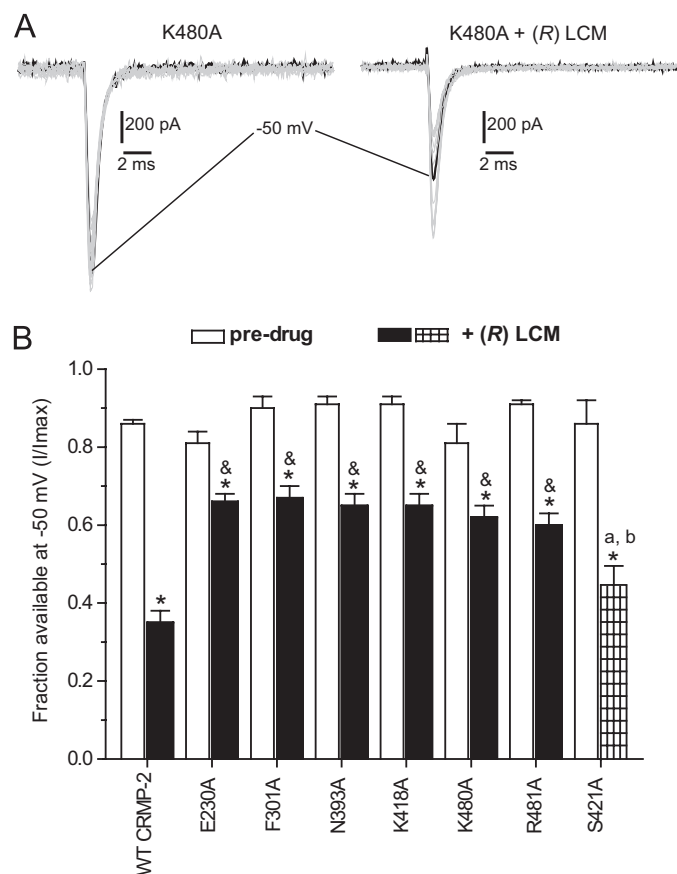 A
K480A
K480A + (R) LCM
200 pA
2 ms
-50 mV
200 pA
2 ms
B
pre-drug
+ (R) LCM
Fraction available at -50 mV (I/Imax)
1.0
0.8
0.6
0.4
0.2
0.0
*
&
*
&
*
&
*
&
*
&
*
&
*
a, b
*
WT CRMP-2
E230A
F301A
N393A
K418A
K480A
R481A
S421A